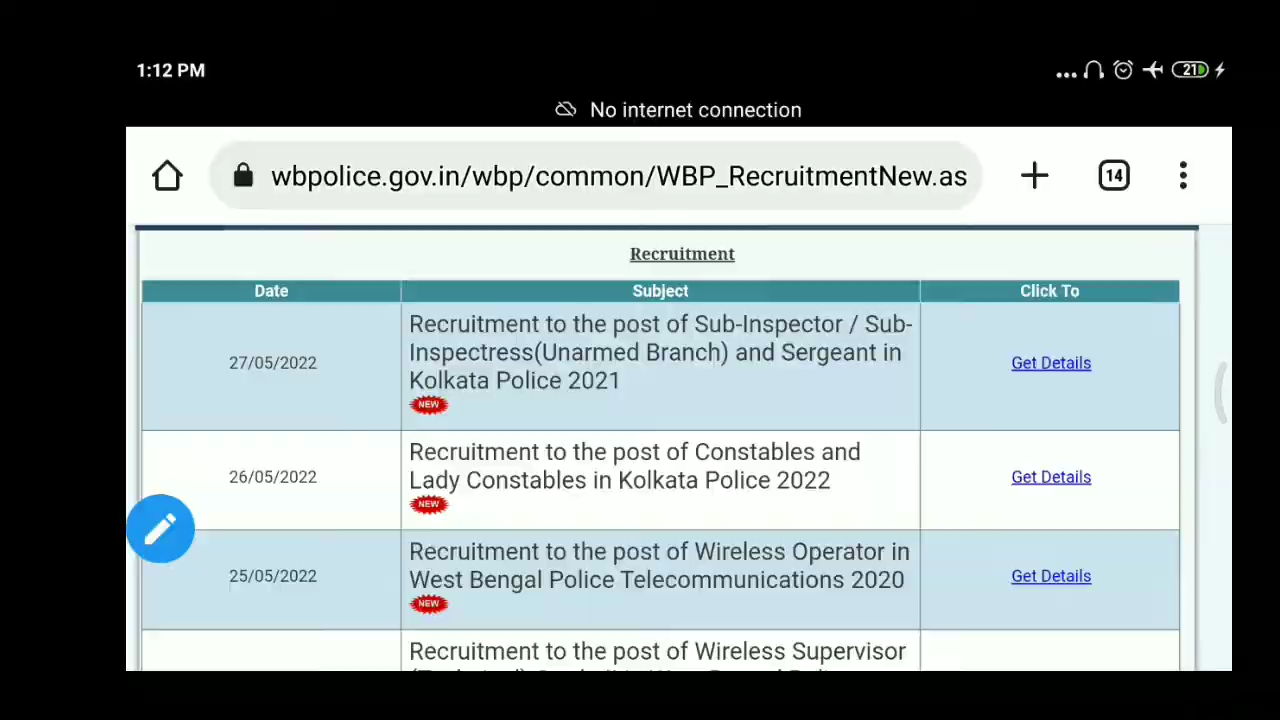 1:12 PM
21
No internet connection
wbpolice.gov.in/wbp/common/WBP_RecruitmentNew.as
14
Recruitment
Date Subject Click To
Recruitment to the post of Sub-Inspector / Sub-
Inspectress(Unarmed Branch) and Sergeant in
27/05/2022 Get Details
Kolkata Police 2021
NEW
Recruitment to the post of Constables and
26/05/2022 Get Details
Lady Constables in Kolkata Police 2022
NEW
Recruitment to the post of Wireless Operator in
25/05/2022 Get Details
West Bengal Police Telecommunications 2020
NEW
Recruitment to the post of Wireless Supervisor